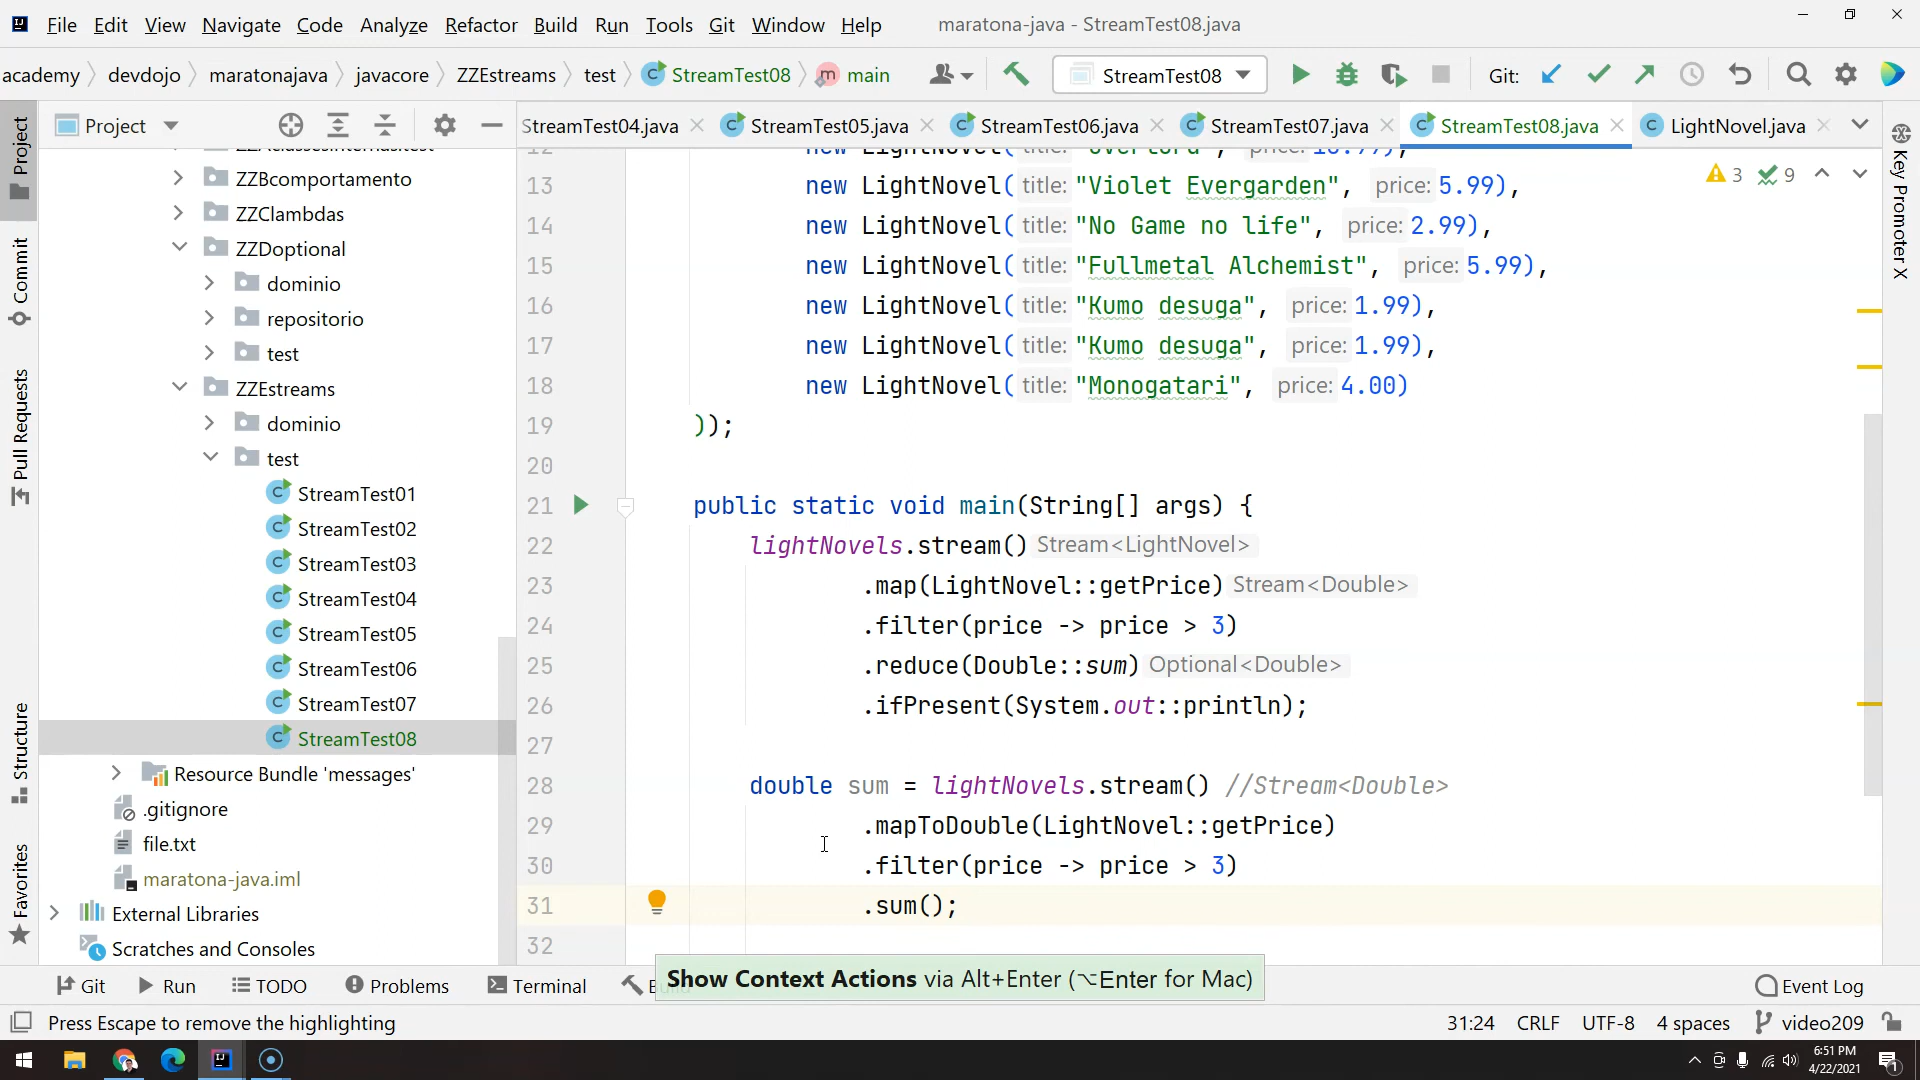 File Edit View Navigate Code Analyze Refactor Build Run Tools Git Window Help maratona-java - StreamTest08.java
academy devdojo maratonajava javacore ZZEstreams test StreamTest08 m main StreamTest08 Git:
Project StreamTest04.java StreamTest05.java StreamTest06.java StreamTest07.java StreamTest08.java LightNovel.java
3 9
ZZBcomportamento
ZZClambdas
ZZDoptional
dominio
repositorio
test
ZZEstreams
dominio
test
StreamTest01
StreamTest02
StreamTest03
StreamTest04
StreamTest05
StreamTest06
StreamTest07
StreamTest08
Resource Bundle 'messages'
.gitignore
file.txt
maratona-java.iml
External Libraries
Scratches and Consoles
13 new LightNovel( title: "Violet Evergarden", price: 5.99),
14 new LightNovel( title: "No Game no life", price: 2.99),
15 new LightNovel( title: "Fullmetal Alchemist", price: 5.99),
16 new LightNovel( title: "Kumo desuga", price: 1.99),
17 new LightNovel( title: "Kumo desuga", price: 1.99),
18 new LightNovel( title: "Monogatari", price: 4.00)
19 ));
20
21 public static void main(String[] args) {
22 lightNovels.stream() Stream<LightNovel>
23 .map(LightNovel::getPrice) Stream<Double>
24 .filter(price -> price > 3)
25 .reduce(Double::sum) Optional<Double>
26 .ifPresent(System.out::println);
27
28 double sum = lightNovels.stream() //Stream<Double>
29 .mapToDouble(LightNovel::getPrice)
30 .filter(price -> price > 3)
31 .sum();
32
Project
Commit
Pull Requests
Structure
Favorites
Key Promoter X
Show Context Actions via Alt+Enter (⌥Enter for Mac)
Git Run TODO Problems Terminal Event Log
Press Escape to remove the highlighting 31:24 CRLF UTF-8 4 spaces video209
6:51 PM
4/22/2021
1